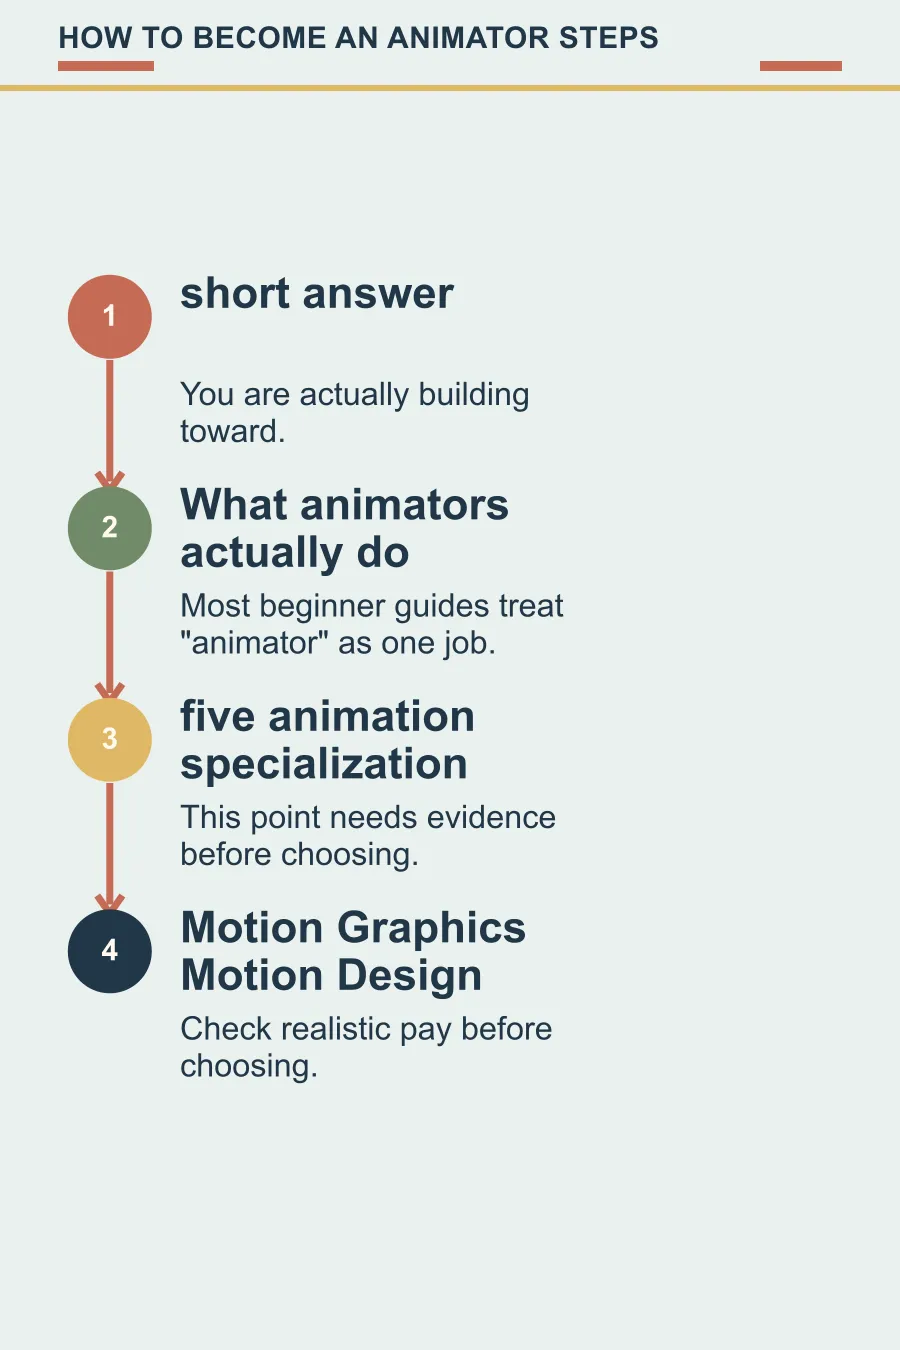 HOW TO BECOME AN ANIMATOR STEPS
1
short answer
You are actually building
toward.
2
What animators
actually do
Most beginner guides treat
"animator" as one job.
3
five animation
specialization
This point needs evidence
before choosing.
4
Motion Graphics
Motion Design
Check realistic pay before
choosing.